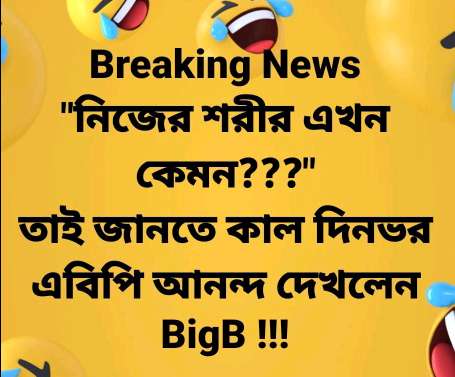 Breaking News
"নিজের শরীর এখন
কেমন???"
তাই জানতে কাল দিনভর
এবিপি আনন্দ দেখলেন
BigB !!!